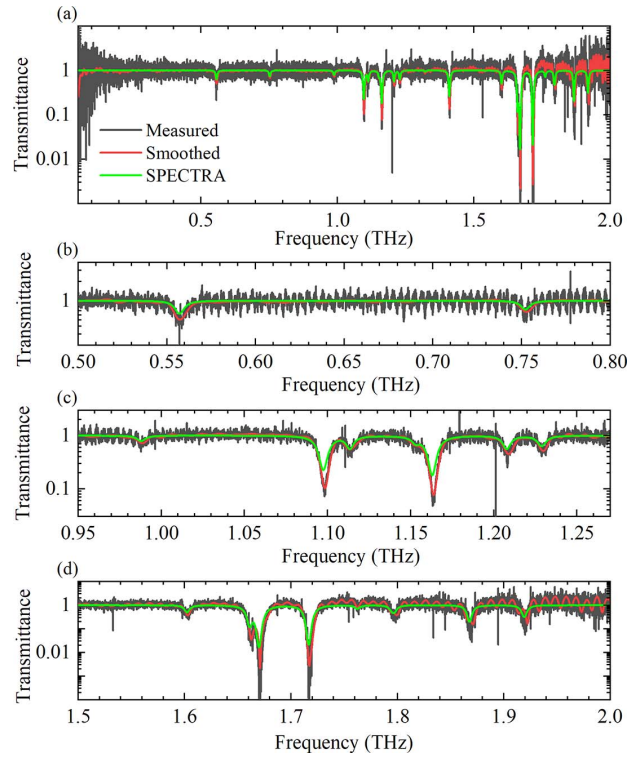 (a)
Transmittance
1
0.1
0.01
Measured
Smoothed
SPECTRA
0.5 1.0 1.5 2.0
Frequency (THz)
(b)
Transmittance
1
0.50 0.55 0.60 0.65 0.70 0.75 0.80
Frequency (THz)
(c)
Transmittance
1
0.1
0.95 1.00 1.05 1.10 1.15 1.20 1.25
Frequency (THz)
(d)
Transmittance
1
0.01
1.5 1.6 1.7 1.8 1.9 2.0
Frequency (THz)